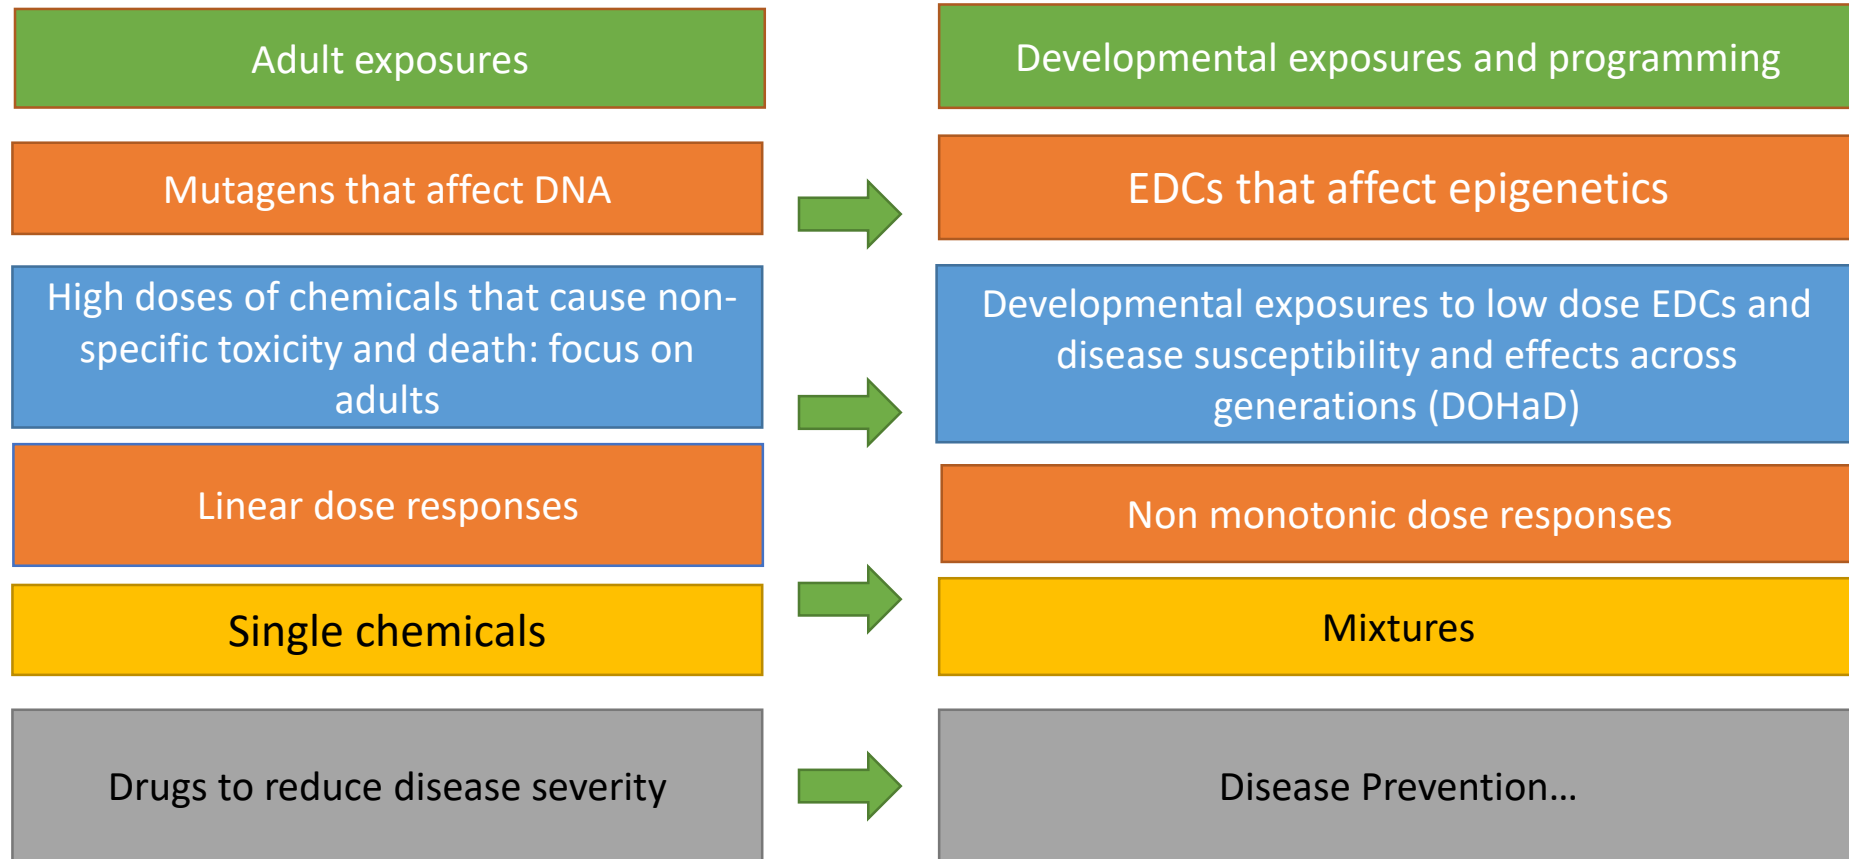 Adult exposures
Developmental exposures and programming
Mutagens that affect DNA
EDCs that affect epigenetics
High doses of chemicals that cause non-
specific toxicity and death: focus on
adults
Developmental exposures to low dose EDCs and
disease susceptibility and effects across
generations (DOHaD)
Linear dose responses
Non monotonic dose responses
Single chemicals
Mixtures
Drugs to reduce disease severity
Disease Prevention…